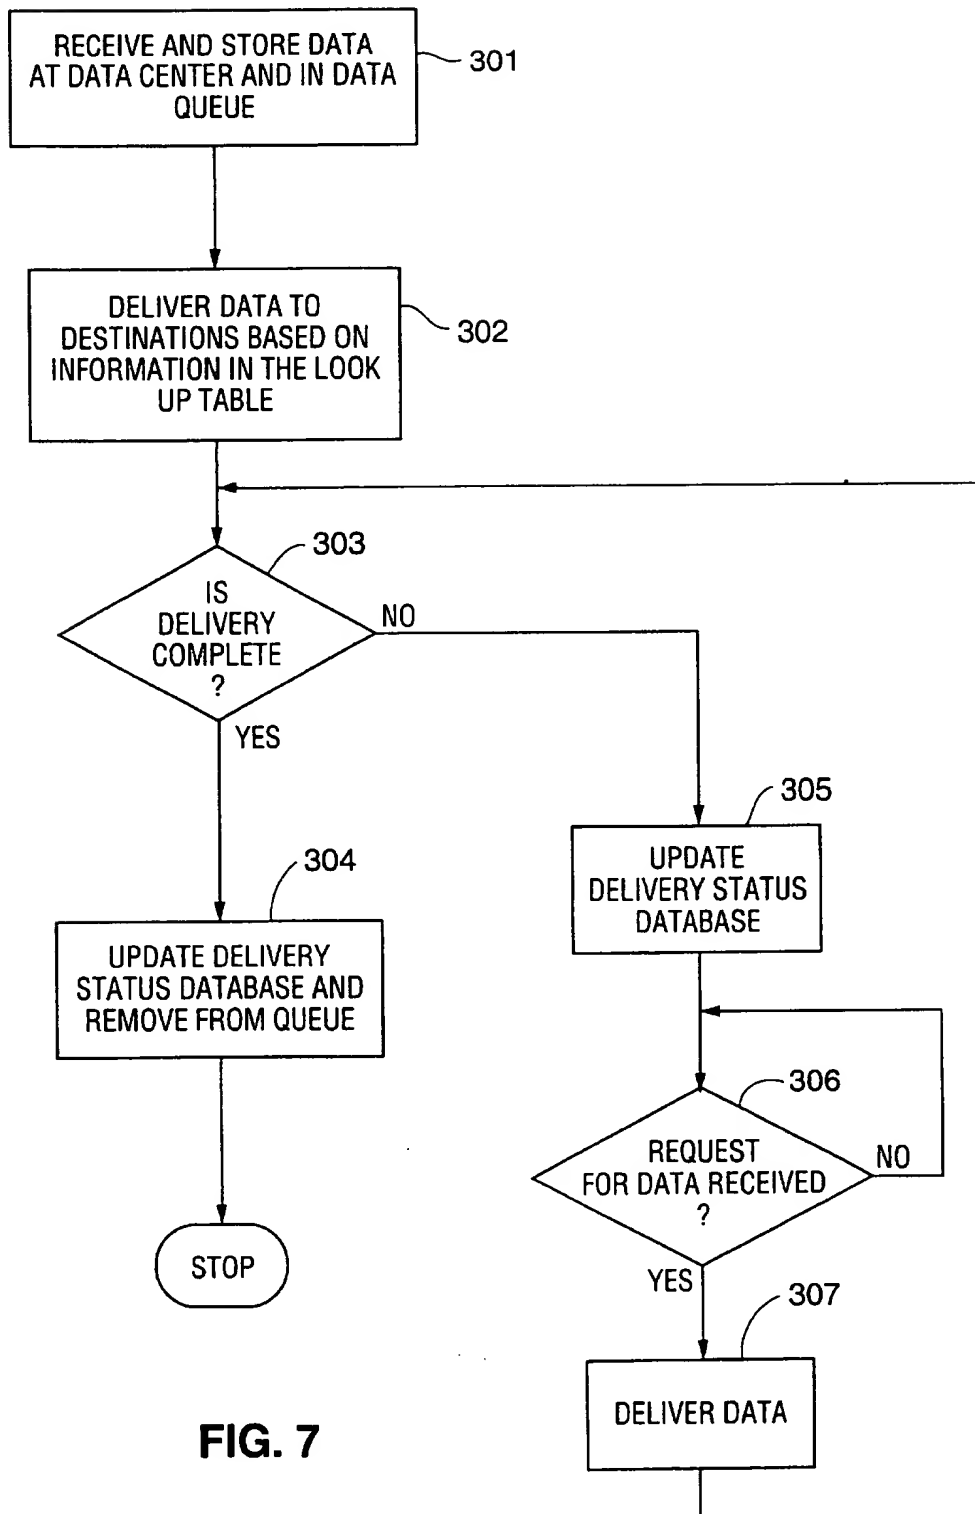 RECEIVE AND STORE DATA
AT DATA CENTER AND IN DATA
QUEUE
301
DELIVER DATA TO
DESTINATIONS BASED ON
INFORMATION IN THE LOOK
UP TABLE
302
303
IS
DELIVERY
COMPLETE
?
NO
YES
304
UPDATE DELIVERY
STATUS DATABASE AND
REMOVE FROM QUEUE
STOP
305
UPDATE
DELIVERY STATUS
DATABASE
306
REQUEST
FOR DATA RECEIVED
?
NO
YES
307
DELIVER DATA
FIG. 7